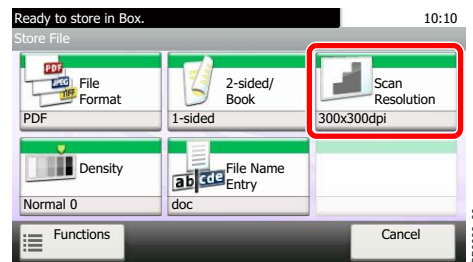 Ready to store in Box.
10:10
Store File
PDF
JPEG
TIFF
File
Format
PDF
2-sided/
Book
1-sided
Scan
Resolution
300x300dpi
Density
Normal 0
ab cde
File Name
Entry
doc
Functions
Cancel